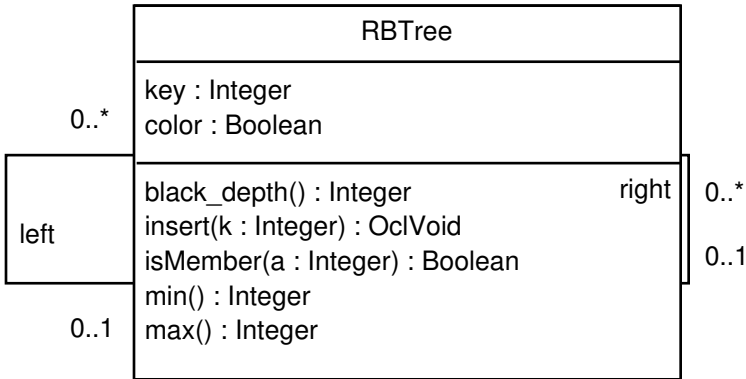 RBTree
key : Integer
color : Boolean
0..*
black_depth() : Integer
right
0..*
insert(k : Integer) : OclVoid
left
isMember(a : Integer) : Boolean
0..1
min() : Integer
0..1
max() : Integer